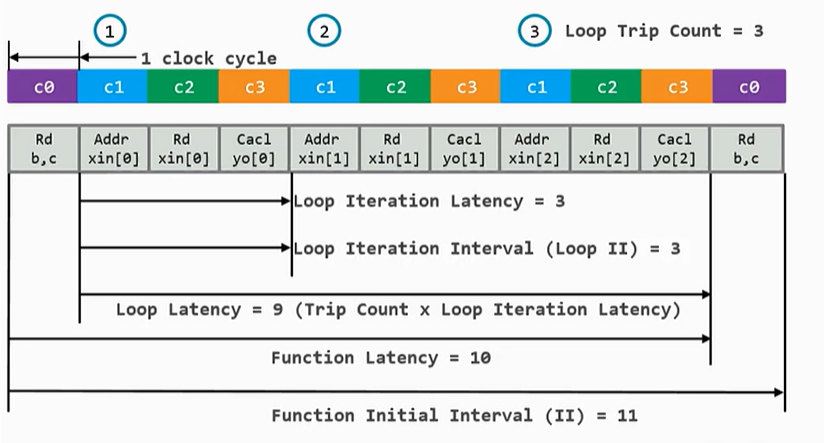 1 2 3 Loop Trip Count = 3
1 clock cycle
c0 c1 c2 c3 c1 c2 c3 c1 c2 c3 c0
Rd Addr Rd Cacl Addr Rd Cacl Addr Rd Cacl Rd
b,c xin[0] xin[0] yo[0] xin[1] xin[1] yo[1] xin[2] xin[2] yo[2] b,c
Loop Iteration Latency = 3
Loop Iteration Interval (Loop II) = 3
Loop Latency = 9 (Trip Count x Loop Iteration Latency)
Function Latency = 10
Function Initial Interval (II) = 11